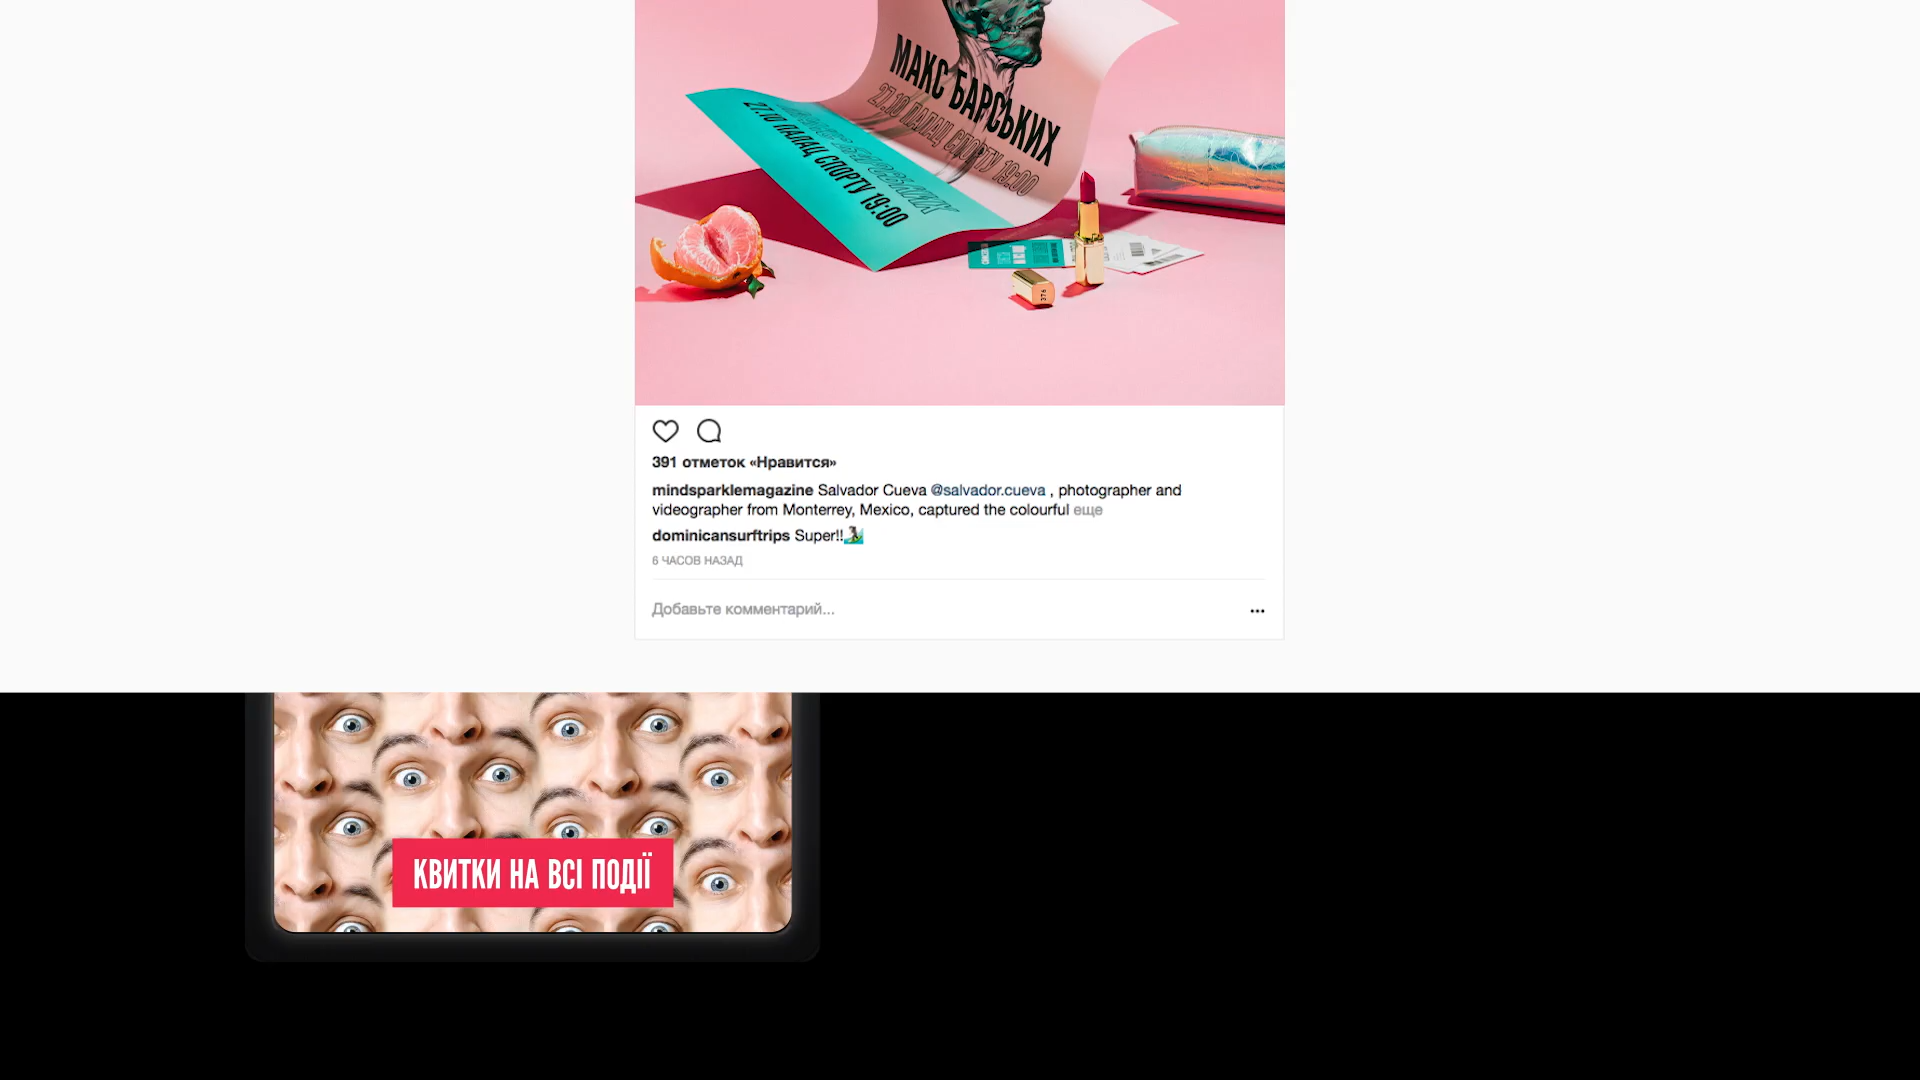 МАКС БАРСЬКИХ
27.10 ПАЛАЦ СПОРТУ 19:00
27.10 ПАЛАЦ СПОРТУ 19:00
376
391 отметок «Нравится»
mindsparklemagazine Salvador Cueva @salvador.cueva , photographer and
videographer from Monterrey, Mexico, captured the colourful еще
dominicansurftrips Super!!🏄
6 ЧАСОВ НАЗАД
Добавьте комментарий...
КВИТКИ НА ВСІ ПОДІЇ